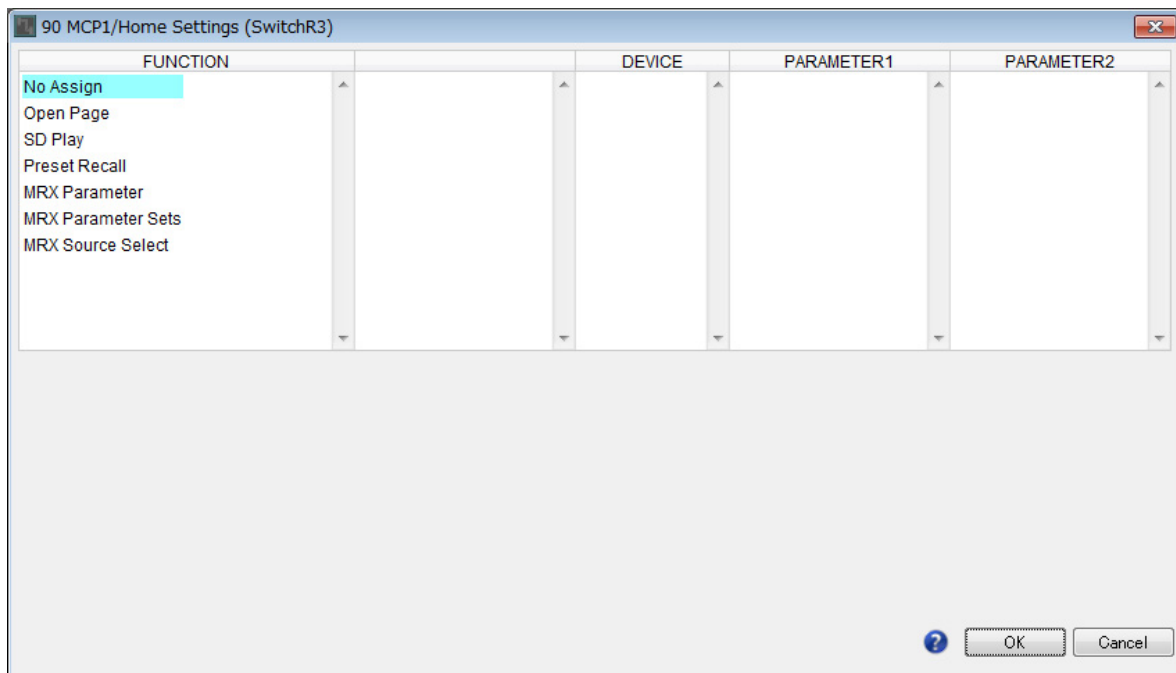 90 MCP1/Home Settings (SwitchR3)
FUNCTION DEVICE PARAMETER1 PARAMETER2
No Assign
Open Page
SD Play
Preset Recall
MRX Parameter
MRX Parameter Sets
MRX Source Select
? OK Cancel